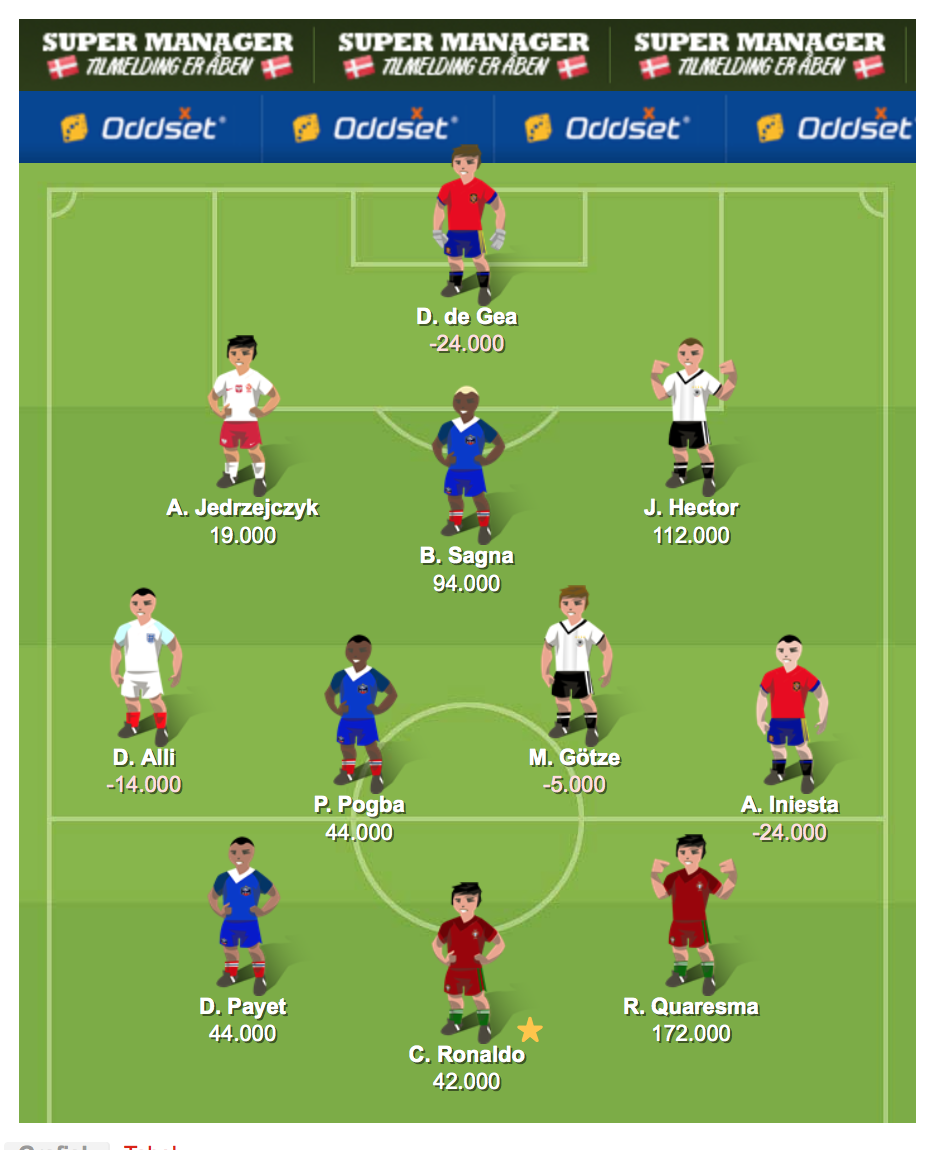 SUPER MANAGER SUPER MANAGER SUPER MANAGER
TILMELDING ER ÅBEN TILMELDING ER ÅBEN TILMELDING ER ÅBEN
Oddset Oddset Oddset Oddset
D. de Gea
-24.000
A. Jedrzejczyk
19.000
B. Sagna
94.000
J. Hector
112.000
D. Alli
-14.000
P. Pogba
44.000
M. Götze
-5.000
A. Iniesta
-24.000
D. Payet
44.000
C. Ronaldo
42.000
R. Quaresma
172.000